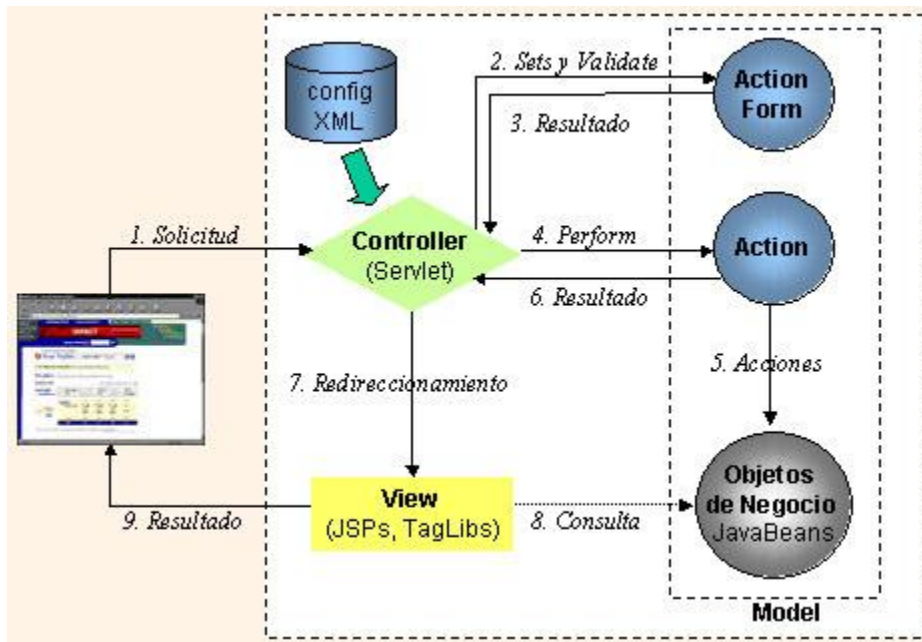 config
XML
2. Sets y Validate
Action
Form
3. Resultado
1. Solicitud
Controller
(Servlet)
4. Perform
Action
6. Resultado
7. Redireccionamiento
5. Acciones
View
(JSPs, TagLibs)
8. Consulta
Objetos
de Negocio
JavaBeans
9. Resultado
Model